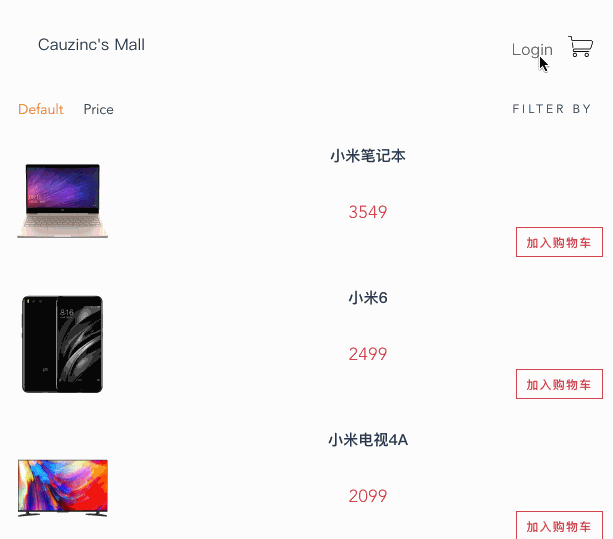 Cauzinc's Mall
Login
Default Price
FILTER BY
小米笔记本
3549
加入购物车
小米6
8:16
2499
加入购物车
小米电视4A
2099
加入购物车